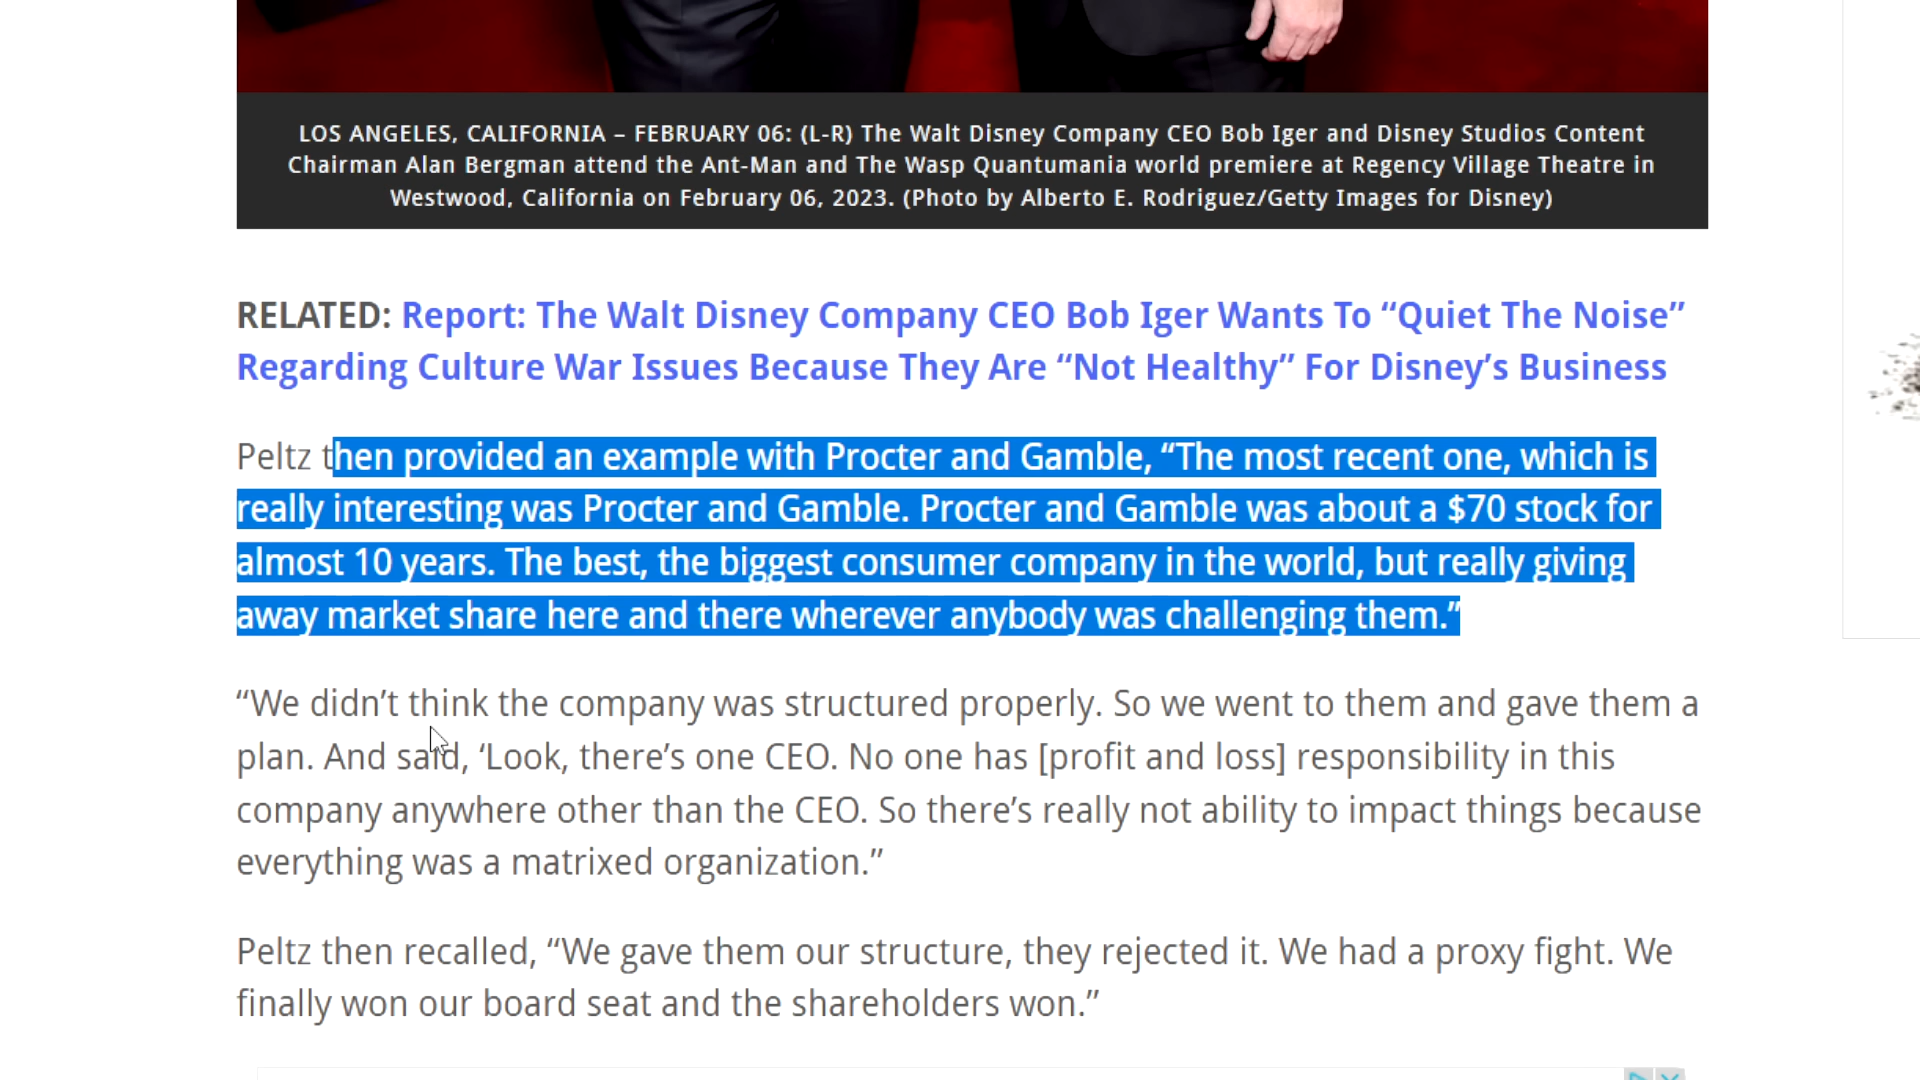 LOS ANGELES, CALIFORNIA – FEBRUARY 06: (L-R) The Walt Disney Company CEO Bob Iger and Disney Studios Content
Chairman Alan Bergman attend the Ant-Man and The Wasp Quantumania world premiere at Regency Village Theatre in
Westwood, California on February 06, 2023. (Photo by Alberto E. Rodriguez/Getty Images for Disney)
RELATED: Report: The Walt Disney Company CEO Bob Iger Wants To “Quiet The Noise”
Regarding Culture War Issues Because They Are “Not Healthy” For Disney’s Business
Peltz then provided an example with Procter and Gamble, “The most recent one, which is
really interesting was Procter and Gamble. Procter and Gamble was about a $70 stock for
almost 10 years. The best, the biggest consumer company in the world, but really giving
away market share here and there wherever anybody was challenging them.”
“We didn’t think the company was structured properly. So we went to them and gave them a
plan. And said, ‘Look, there’s one CEO. No one has [profit and loss] responsibility in this
company anywhere other than the CEO. So there’s really not ability to impact things because
everything was a matrixed organization.”
Peltz then recalled, “We gave them our structure, they rejected it. We had a proxy fight. We
finally won our board seat and the shareholders won.”